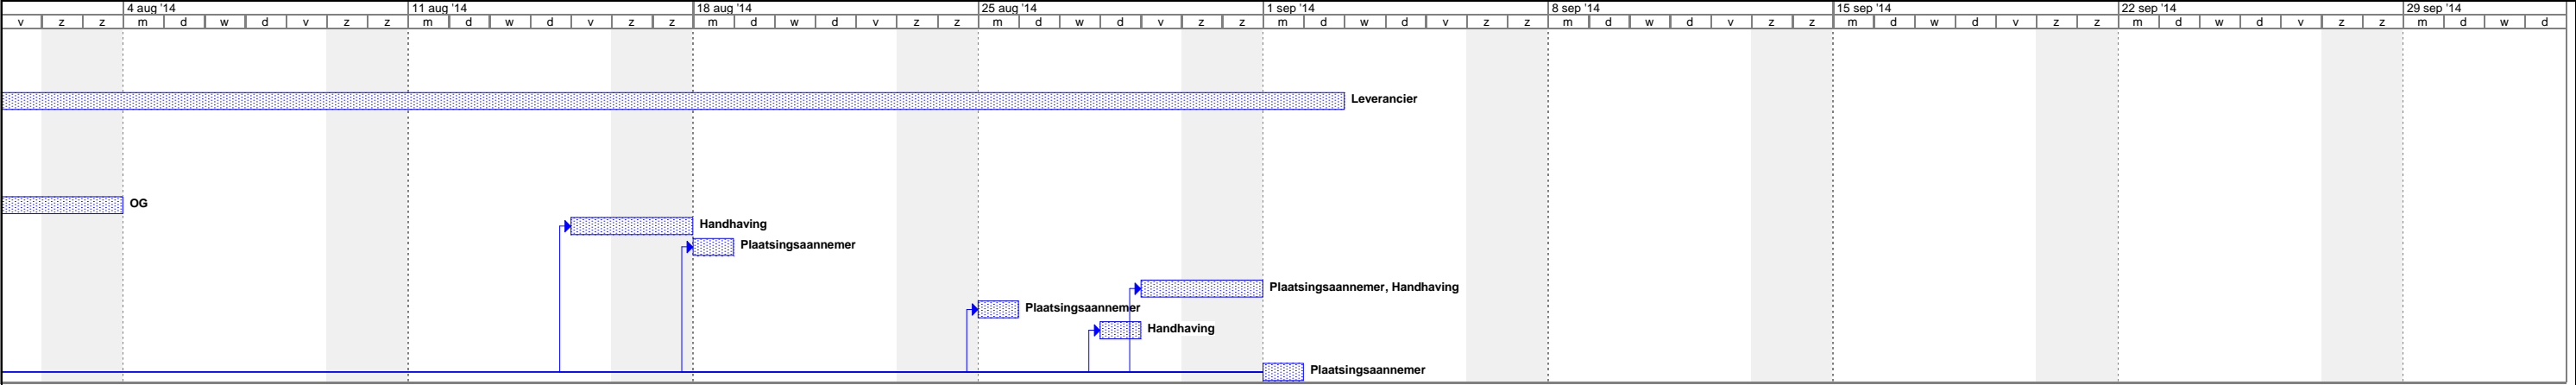 4 aug '14 11 aug '14 18 aug '14 25 aug '14 1 sep '14 8 sep '14 15 sep '14 22 sep '14 29 sep '14
v z z m d w d v z z m d w d v z z m d w d v z z m d w d v z z m d w d v z z m d w d v z z m d w d v z z m d w d v z z m d w d
Leverancier
OG
Handhaving
Plaatsingsaannemer
Plaatsingsaannemer, Handhaving
Plaatsingsaannemer
Handhaving
Plaatsingsaannemer